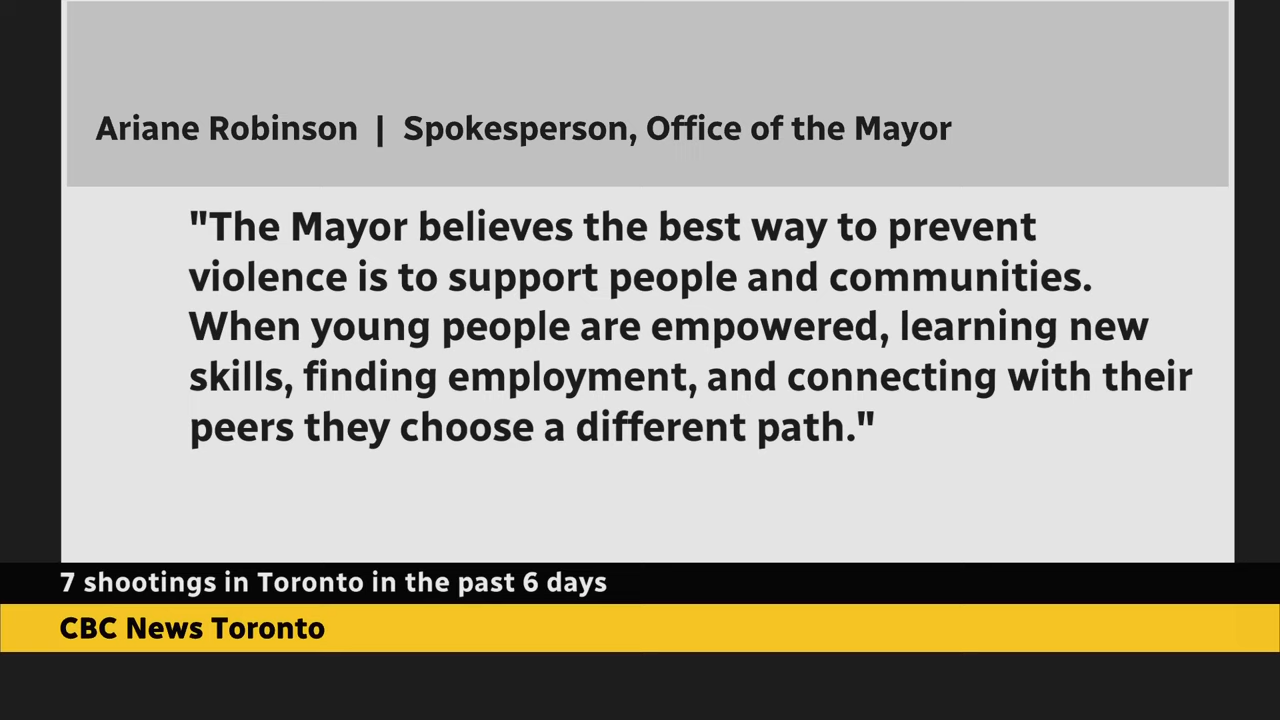 Ariane Robinson | Spokesperson, Office of the Mayor
"The Mayor believes the best way to prevent
violence is to support people and communities.
When young people are empowered, learning new
skills, finding employment, and connecting with their
peers they choose a different path."
7 shootings in Toronto in the past 6 days
CBC News Toronto